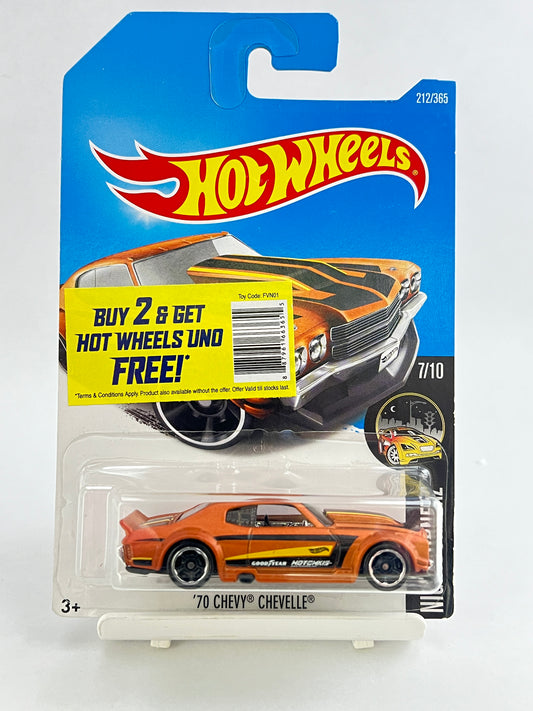 212/365
HOT WHEELS®
Toy Code: FVN01
BUY 2 & GET
HOT WHEELS UNO
FREE!*
*Terms & Conditions Apply. Product also available without the offer. Offer Valid till stocks last.
7/10
GOODYEAR HOTCHKIS
'70 CHEVY® CHEVELLE®
3+